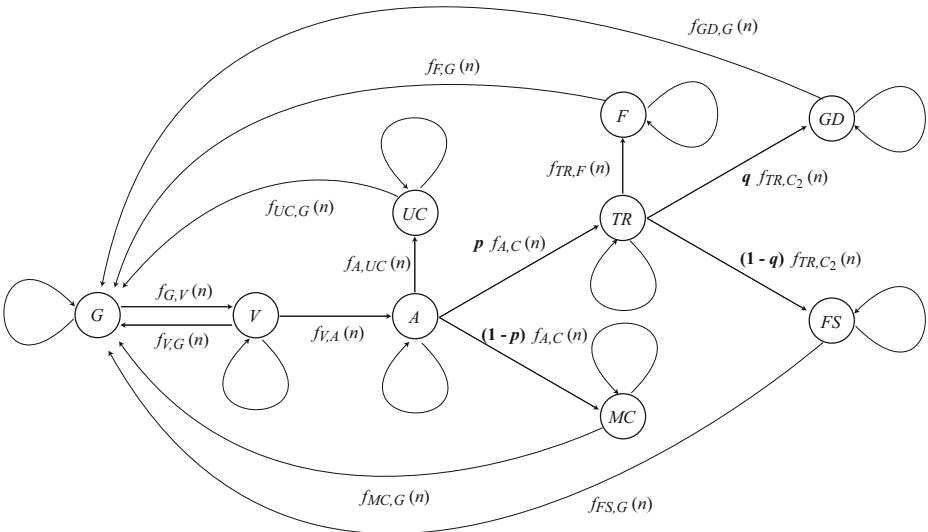 f_{GD,G} (n)
f_{F,G} (n)
F
GD
f_{TR,F} (n)
q f_{TR,C_2} (n)
f_{UC,G} (n)
UC
TR
p f_{A,C} (n)
f_{A,UC} (n)
(1 - q) f_{TR,C_2} (n)
f_{G,V} (n)
G
V
A
FS
f_{V,G} (n)
f_{V,A} (n)
(1 - p) f_{A,C} (n)
MC
f_{MC,G} (n)
f_{FS,G} (n)